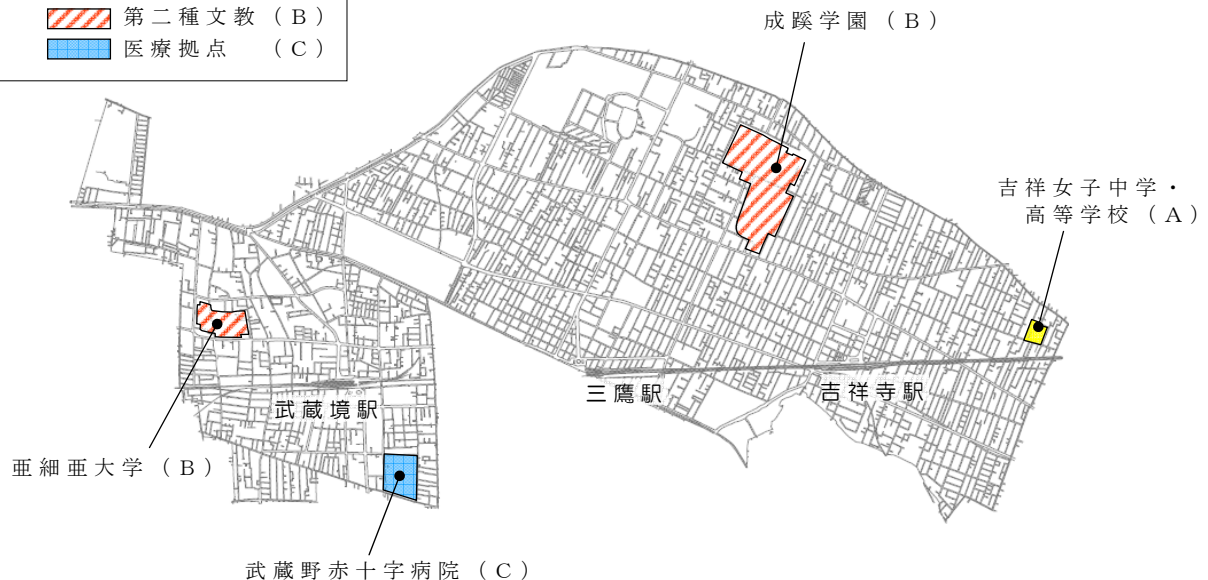 第二種文教（B）
医療拠点　（C）
成蹊学園（B）
吉祥女子中学・
高等学校（A）
武蔵境駅
三鷹駅
吉祥寺駅
亜細亜大学（B）
武蔵野赤十字病院（C）